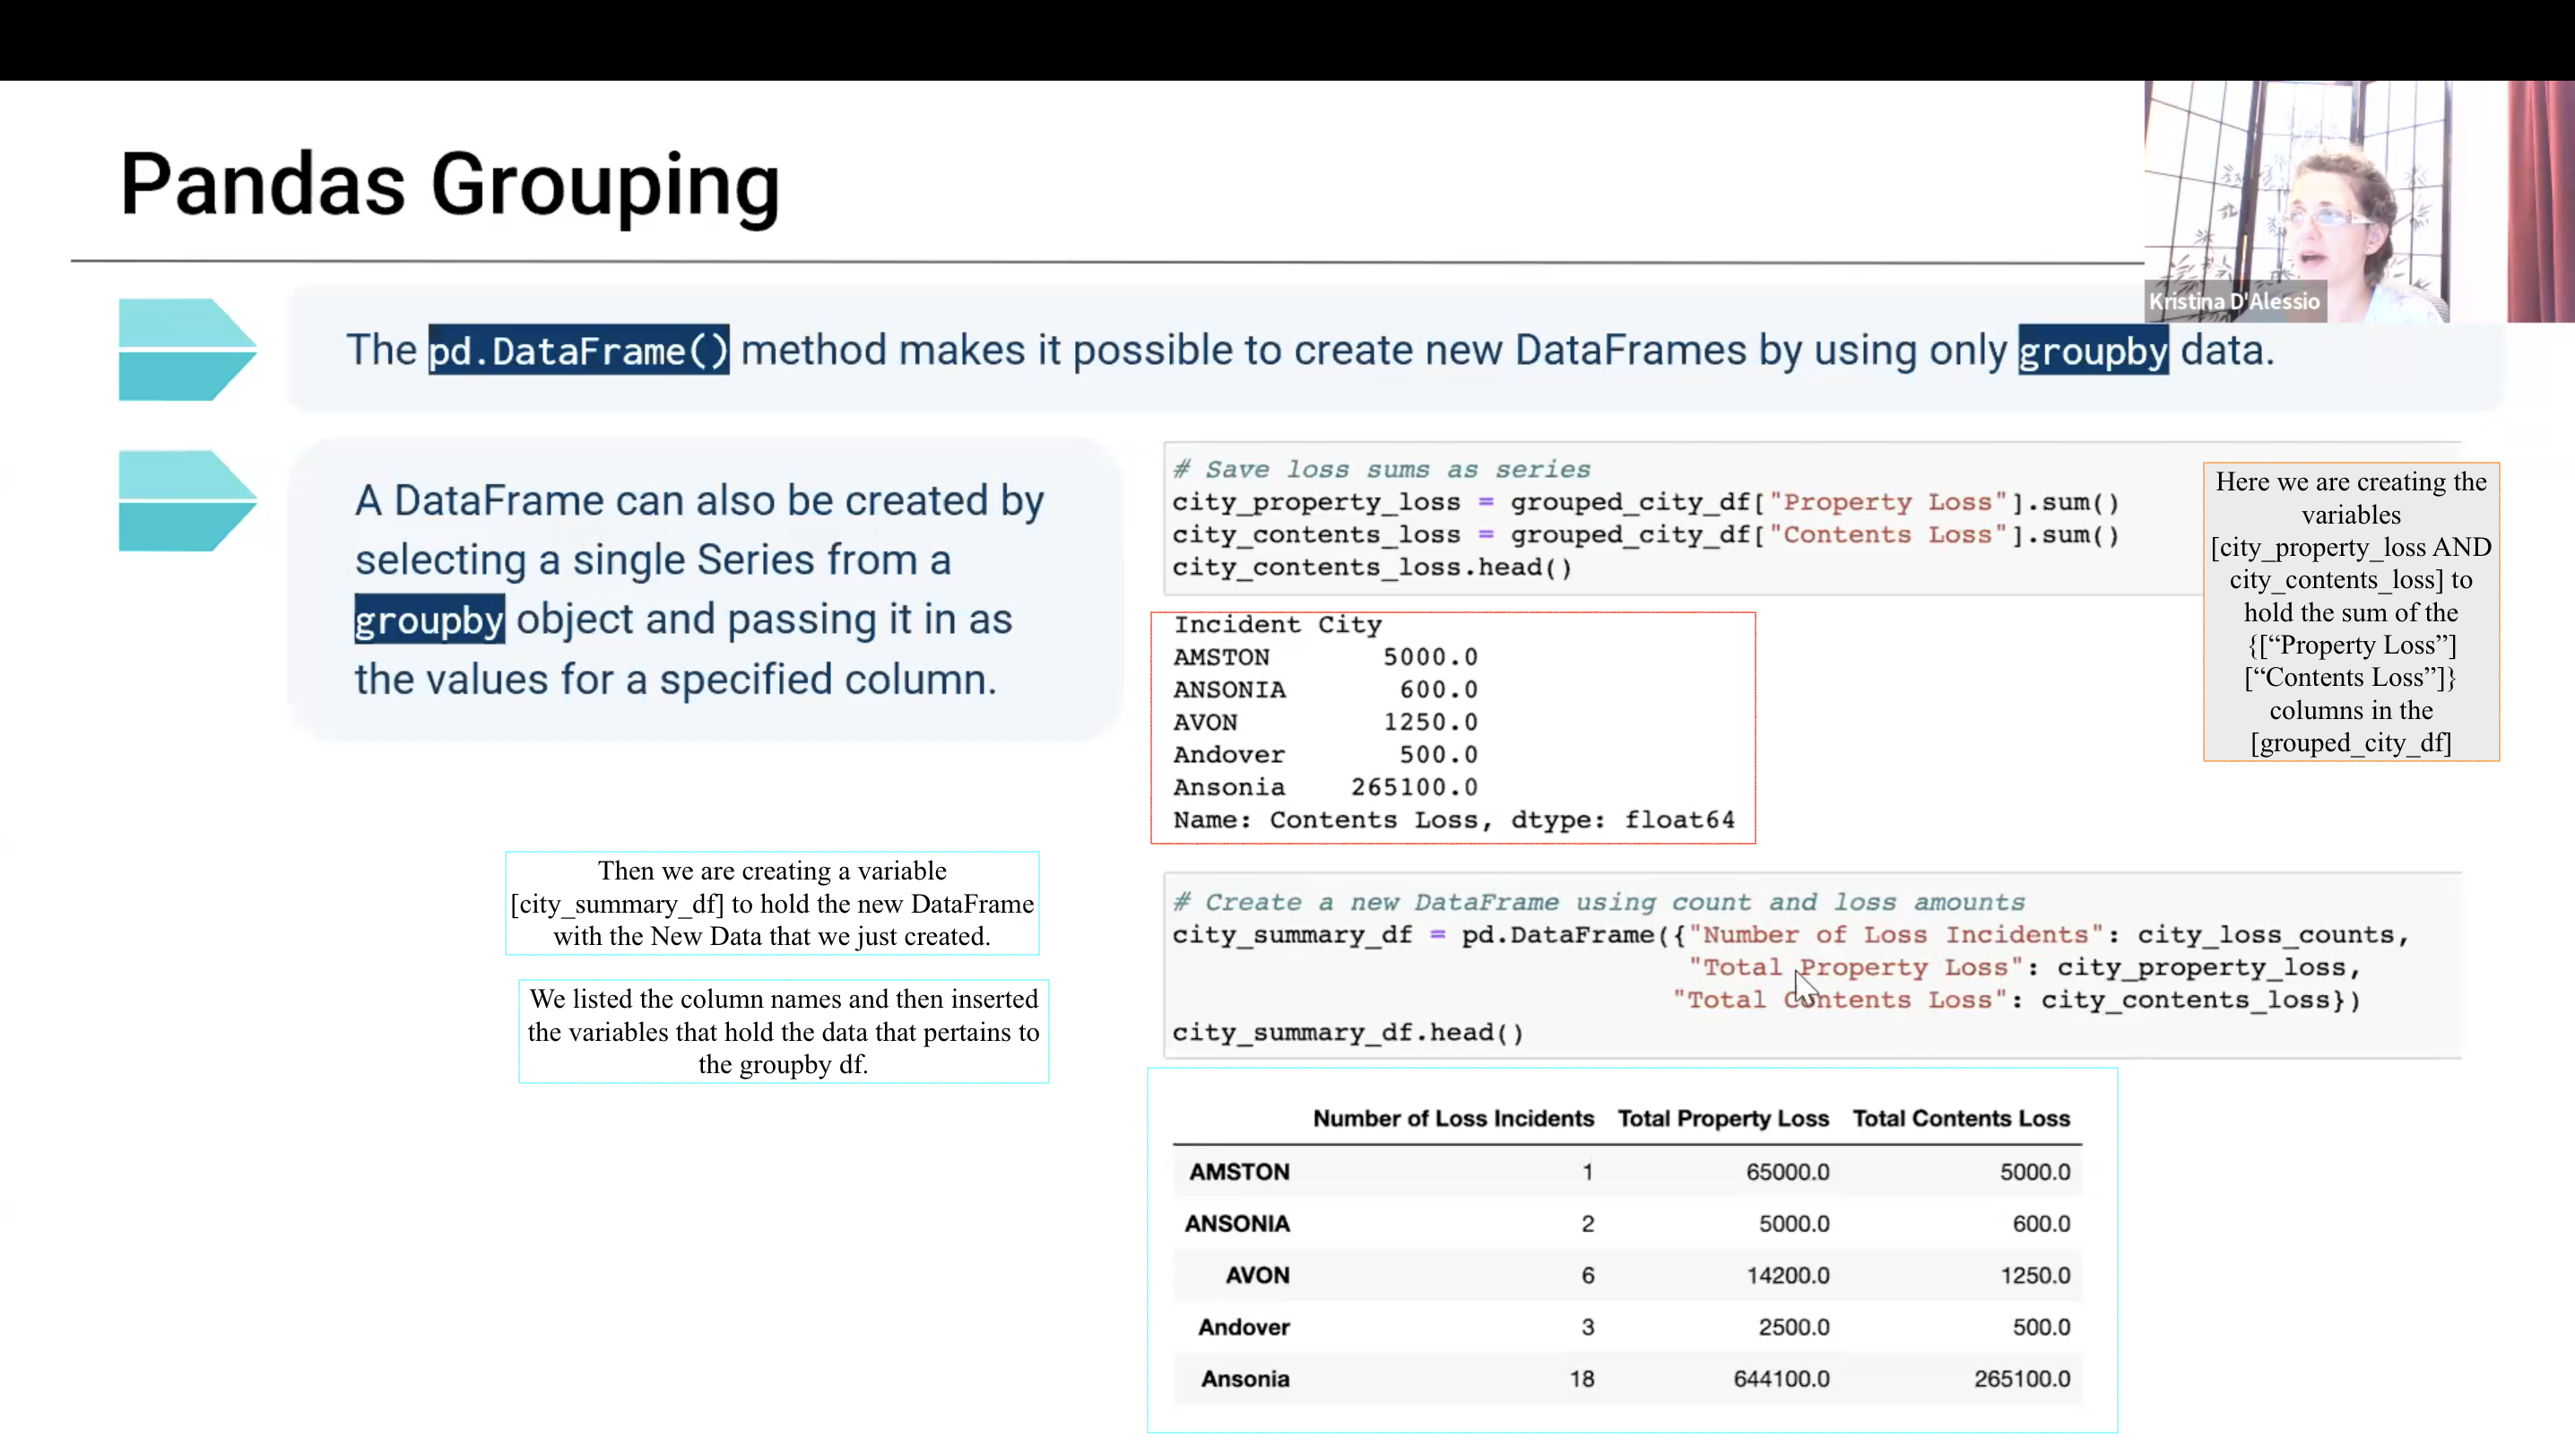 Pandas Grouping
Kristina D'Alessio
The pd.DataFrame() method makes it possible to create new DataFrames by using only groupby data.
A DataFrame can also be created by
selecting a single Series from a
groupby object and passing it in as
the values for a specified column.
# Save loss sums as series
city_property_loss = grouped_city_df["Property Loss"].sum()
city_contents_loss = grouped_city_df["Contents Loss"].sum()
city_contents_loss.head()
Here we are creating the
variables
[city_property_loss AND
city_contents_loss] to
hold the sum of the
{[“Property Loss”]
[“Contents Loss”]}
columns in the
[grouped_city_df]
Incident City
AMSTON 5000.0
ANSONIA 600.0
AVON 1250.0
Andover 500.0
Ansonia 265100.0
Name: Contents Loss, dtype: float64
Then we are creating a variable
[city_summary_df] to hold the new DataFrame
with the New Data that we just created.
We listed the column names and then inserted
the variables that hold the data that pertains to
the groupby df.
# Create a new DataFrame using count and loss amounts
city_summary_df = pd.DataFrame({"Number of Loss Incidents": city_loss_counts,
"Total Property Loss": city_property_loss,
"Total Contents Loss": city_contents_loss})
city_summary_df.head()
Number of Loss Incidents Total Property Loss Total Contents Loss
AMSTON 1 65000.0 5000.0
ANSONIA 2 5000.0 600.0
AVON 6 14200.0 1250.0
Andover 3 2500.0 500.0
Ansonia 18 644100.0 265100.0